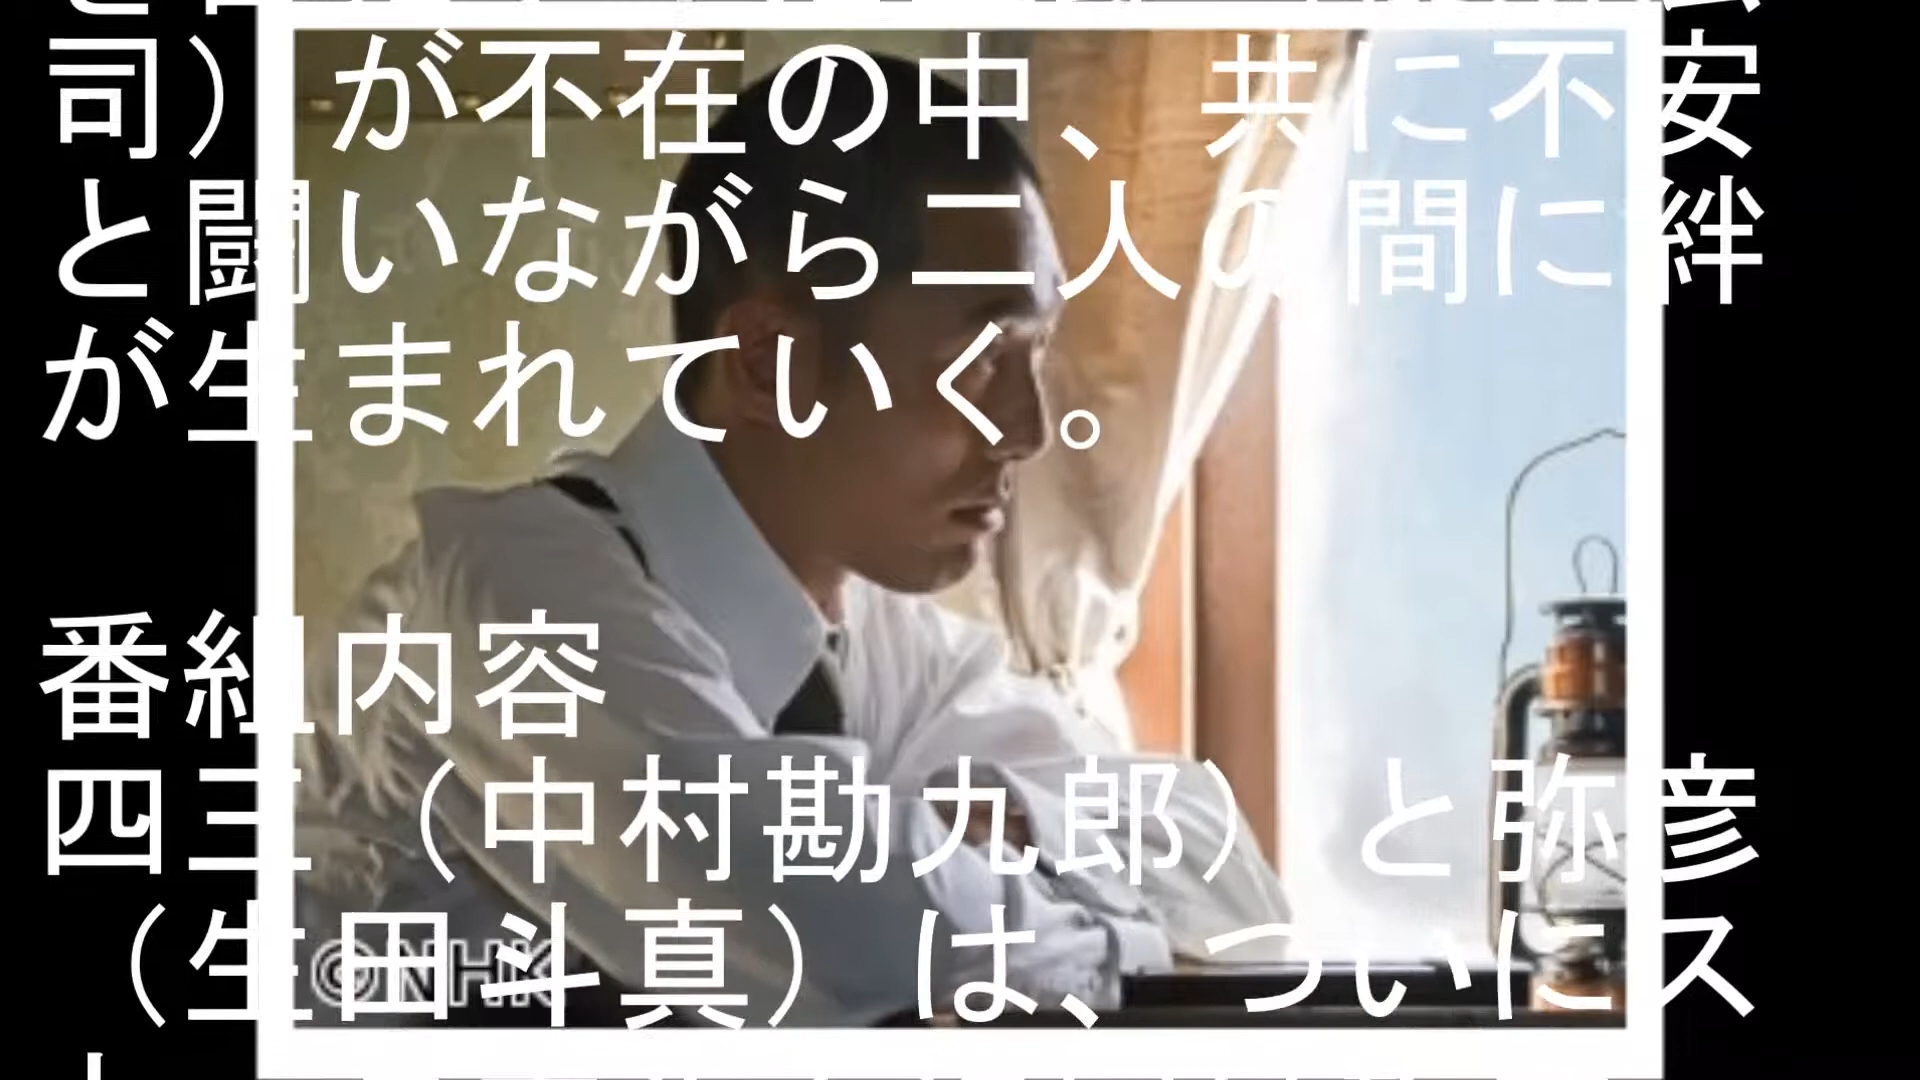 司）が不在の中、共に不安
と闘いながら二人の間に絆
が生まれていく。
番組内容
四三（中村勘九郎）と弥彦
（生田斗真）は、ついにス
©NHK